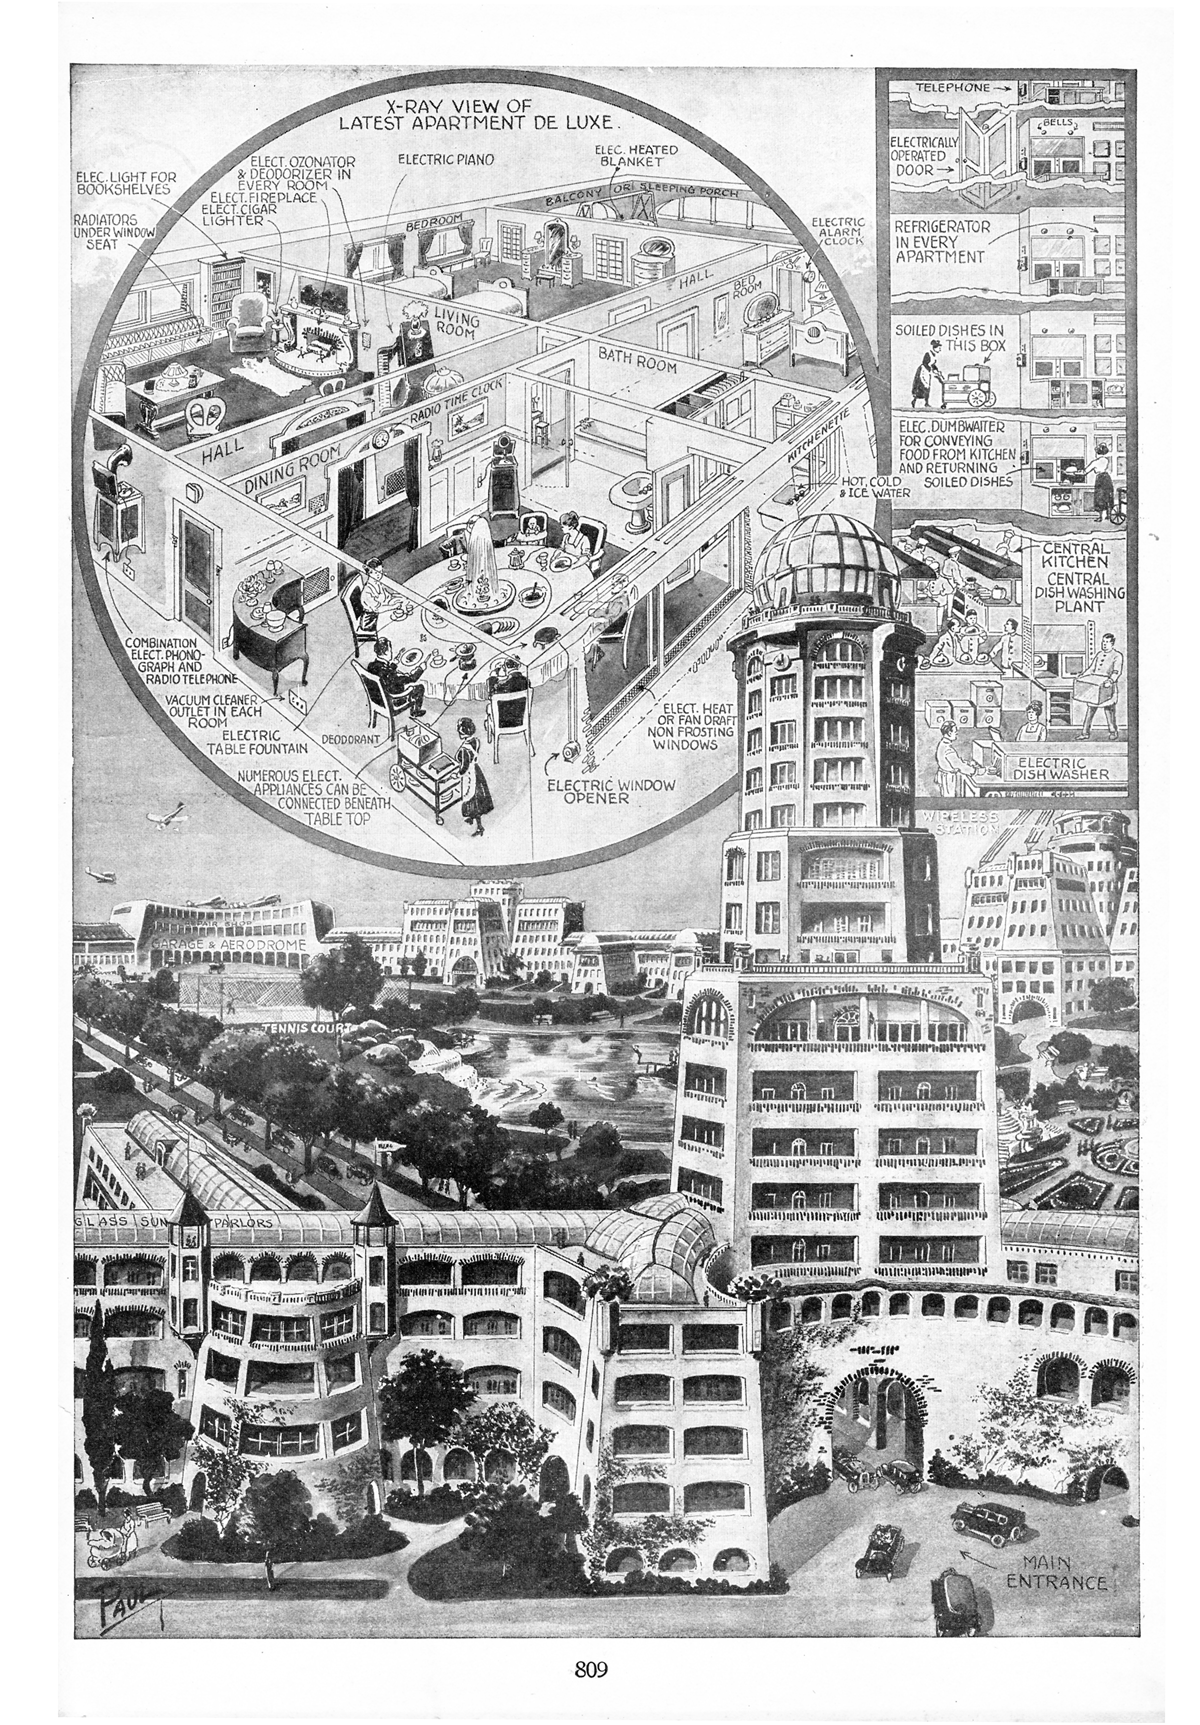 X-RAY VIEW OF
LATEST APARTMENT DE LUXE.
ELEC. LIGHT FOR
BOOKSHELVES
RADIATORS
UNDER WINDOW
SEAT
ELECT. OZONATOR
& DEODORIZER IN
EVERY ROOM
ELECT. FIREPLACE
ELECT. CIGAR
LIGHTER
ELECTRIC PIANO
ELEC. HEATED
BLANKET
BALCONY OR SLEEPING PORCH
ELECTRIC
ALARM
CLOCK
BEDROOM
HALL
BED
ROOM
LIVING
ROOM
BATH ROOM
RADIO TIME CLOCK
HALL
DINING ROOM
KITCHENETTE
HOT, COLD
& ICE WATER
COMBINATION
ELECT. PHONO-
GRAPH AND
RADIO TELEPHONE
VACUUM CLEANER
OUTLET IN EACH
ROOM
ELECTRIC
TABLE FOUNTAIN
DEODORANT
NUMEROUS ELECT.
APPLIANCES CAN BE
CONNECTED BENEATH
TABLE TOP
ELECTRIC WINDOW
OPENER
ELECT. HEAT
OR FAN DRAFT
NON FROSTING
WINDOWS
TELEPHONE
BELLS
ELECTRICALLY
OPERATED
DOOR
REFRIGERATOR
IN EVERY
APARTMENT
SOILED DISHES IN
THIS BOX
ELEC. DUMBWAITER
FOR CONVEYING
FOOD FROM KITCHEN
AND RETURNING
SOILED DISHES
CENTRAL
KITCHEN
CENTRAL
DISH WASHING
PLANT
ELECTRIC
DISH WASHER
WIRELESS
STATION
REPAIR SHOP
GARAGE & AERODROME
TENNIS COURT
GLASS SUN PARLORS
MAIN
ENTRANCE
PAUL
809